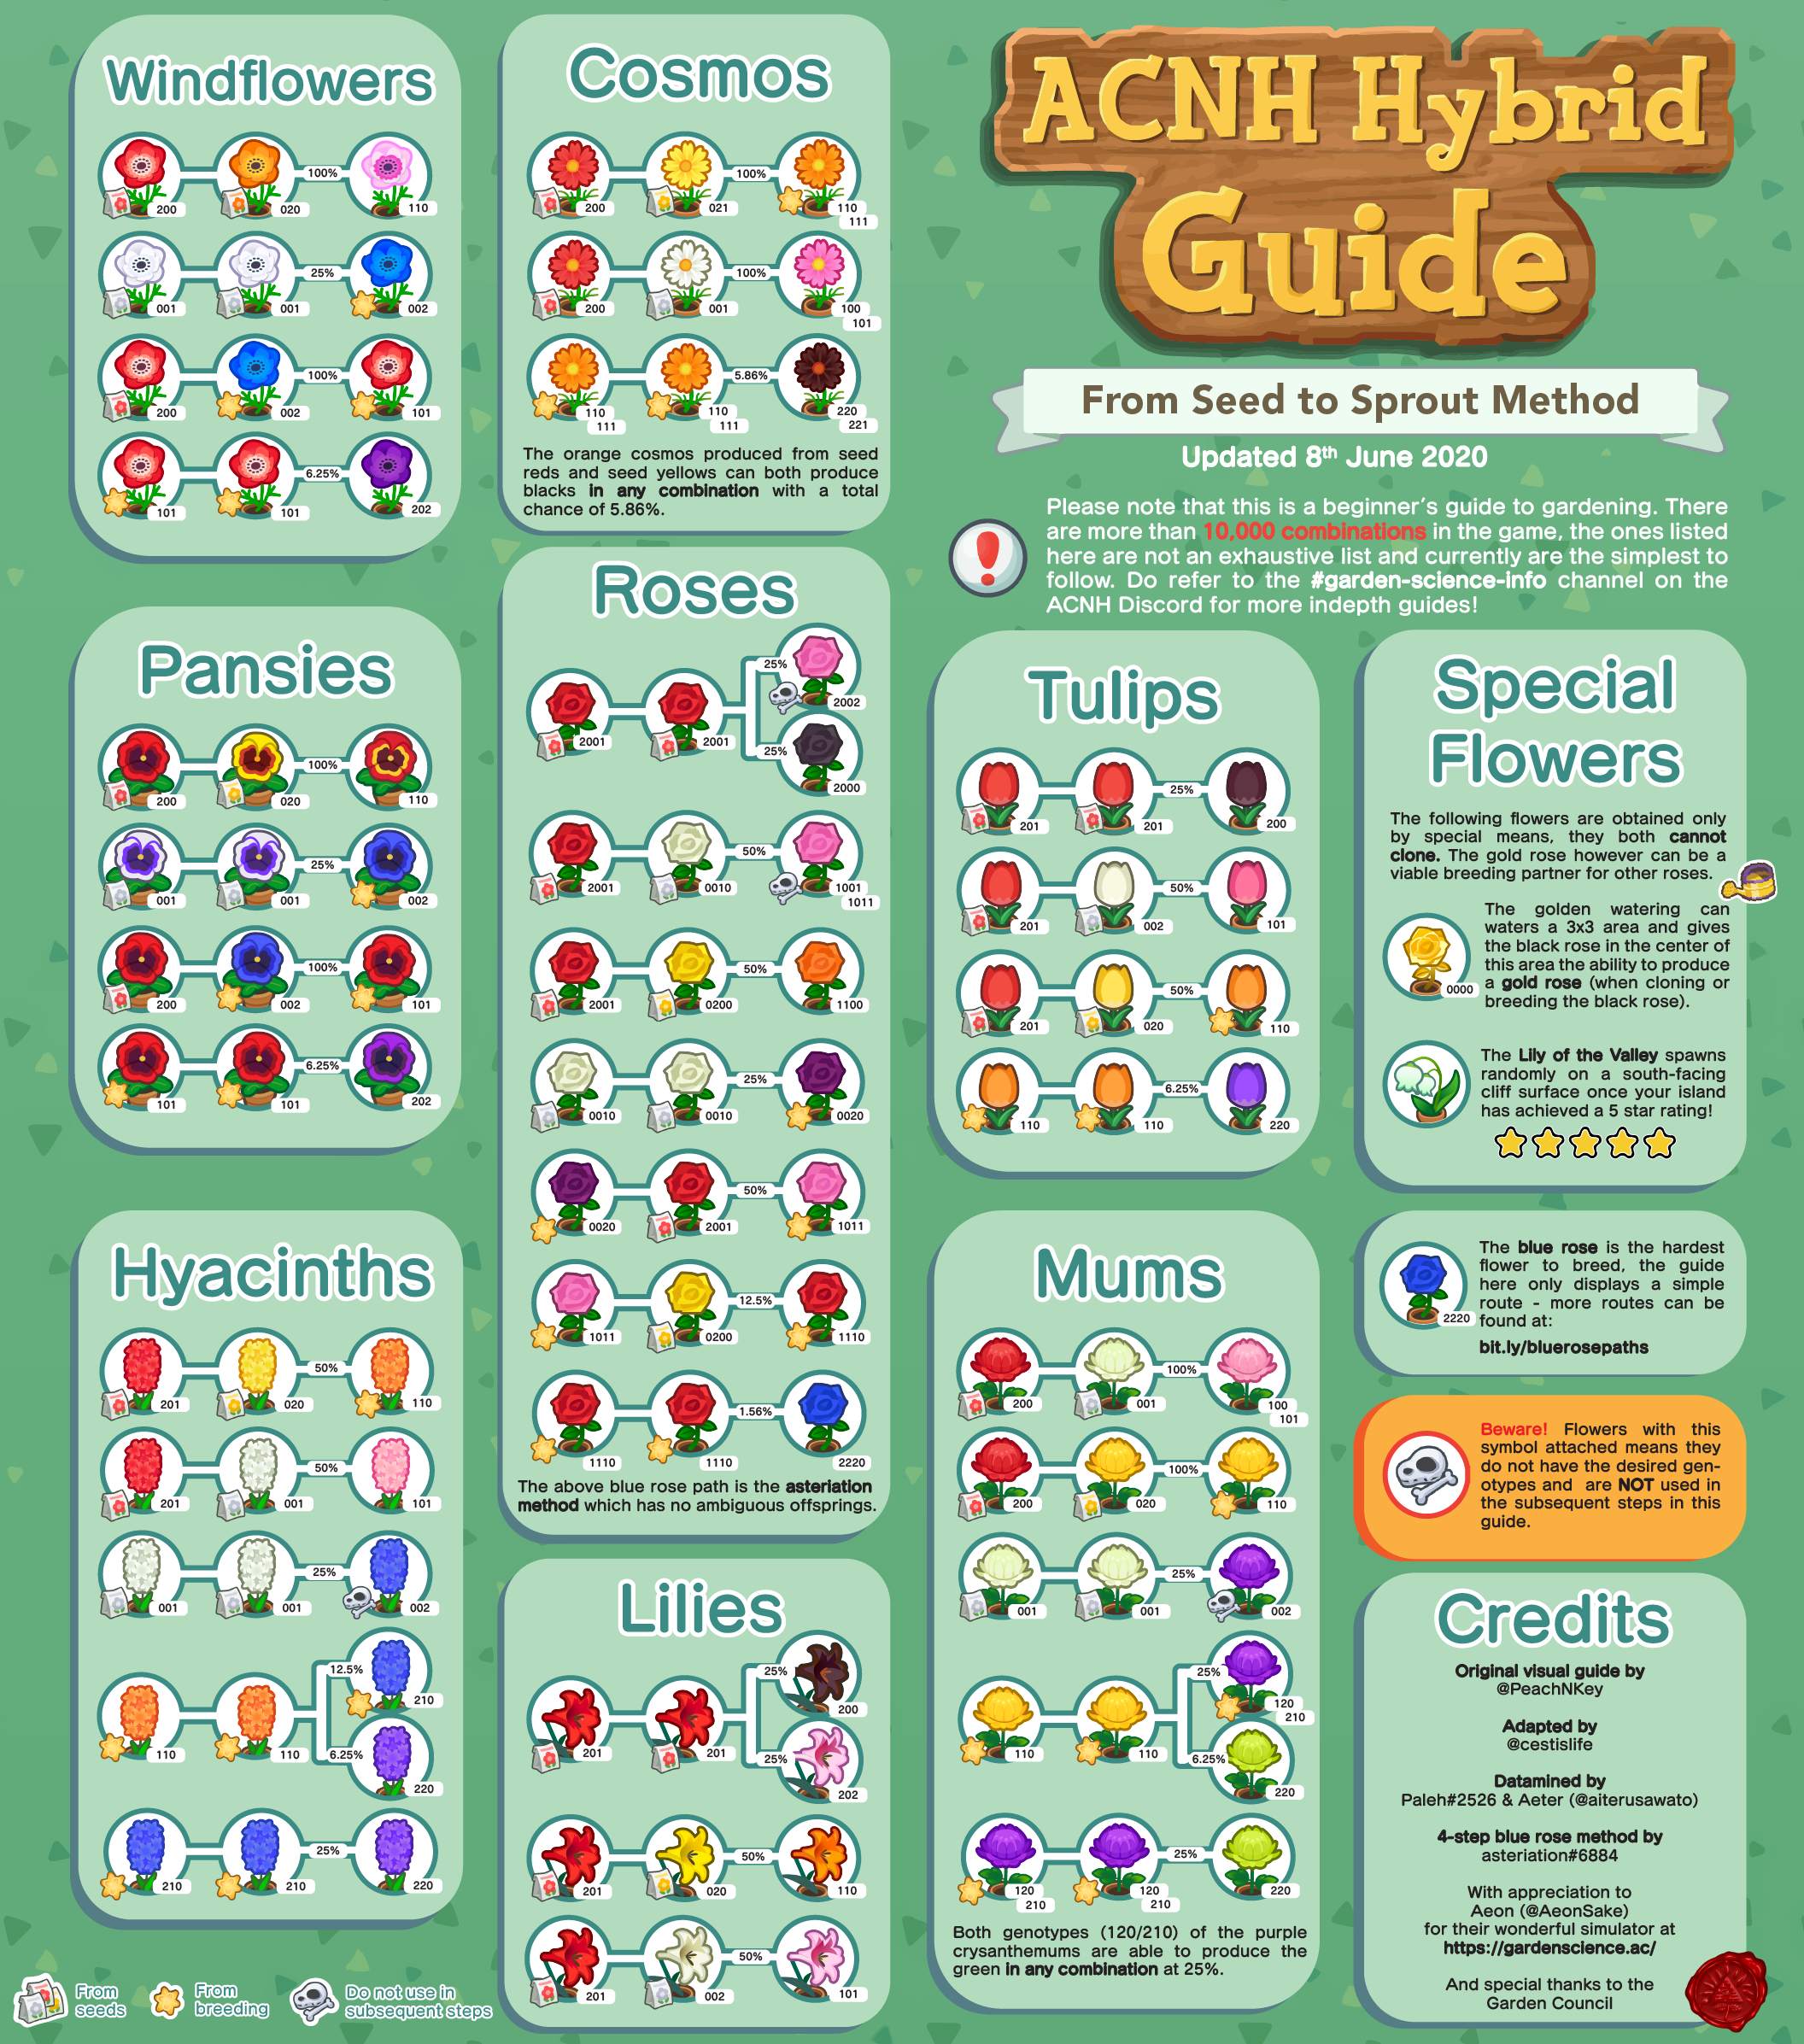 ACNH Hybrid
Guide
From Seed to Sprout Method
Updated 8th June 2020
Please note that this is a beginner's guide to gardening. There
are more than 10,000 combinations in the game, the ones listed
here are not an exhaustive list and currently are the simplest to
follow. Do refer to the #garden-science-info channel on the
ACNH Discord for more indepth guides!
Windflowers
100%
200 020 110
25%
001 001 002
100%
200 002 101
6.25%
101 101 202
Cosmos
100%
200 021 110
111
100%
200 001 100
101
5.86%
110 110 220
111 111 221
The orange cosmos produced from seed
reds and seed yellows can both produce
blacks in any combination with a total
chance of 5.86%.
Pansies
100%
200 020 110
25%
001 001 002
100%
200 002 101
6.25%
101 101 202
Roses
25%
2002
2001 2001
25%
2000
50%
2001 0010 1001
1011
50%
2001 0200 1100
25%
0010 0010 0020
50%
0020 2001 1011
12.5%
1011 0200 1110
1.56%
1110 1110 2220
The above blue rose path is the asteriation
method which has no ambiguous offsprings.
Tulips
25%
201 201 200
50%
201 002 101
50%
201 020 110
6.25%
110 110 220
Special
Flowers
The following flowers are obtained only
by special means, they both cannot
clone. The gold rose however can be a
viable breeding partner for other roses.
The golden watering can
waters a 3x3 area and gives
the black rose in the center of
this area the ability to produce
a gold rose (when cloning or
breeding the black rose).
0000
The Lily of the Valley spawns
randomly on a south-facing
cliff surface once your island
has achieved a 5 star rating!
Hyacinths
50%
201 020 110
50%
201 001 101
25%
001 001 002
12.5%
210
110 110
6.25%
220
25%
210 210 220
Lilies
25%
200
201 201
25%
202
50%
201 020 110
50%
201 002 101
Mums
100%
200 001 100
101
100%
200 020 110
25%
001 001 002
25%
120
210
110 110
6.25%
220
25%
120 120 220
210 210
Both genotypes (120/210) of the purple
crysanthemums are able to produce the
green in any combination at 25%.
The blue rose is the hardest
flower to breed, the guide
here only displays a simple
route - more routes can be
found at:
2220
bit.ly/bluerosepaths
Beware! Flowers with this
symbol attached means they
do not have the desired gen-
otypes and are NOT used in
the subsequent steps in this
guide.
Credits
Original visual guide by
@PeachNKey
Adapted by
@cestislife
Datamined by
Paleh#2526 & Aeter (@aiterusawato)
4-step blue rose method by
asteriation#6884
With appreciation to
Aeon (@AeonSake)
for their wonderful simulator at
https://gardenscience.ac/
And special thanks to the
Garden Council
From
seeds
From
breeding
Do not use in
subsequent steps